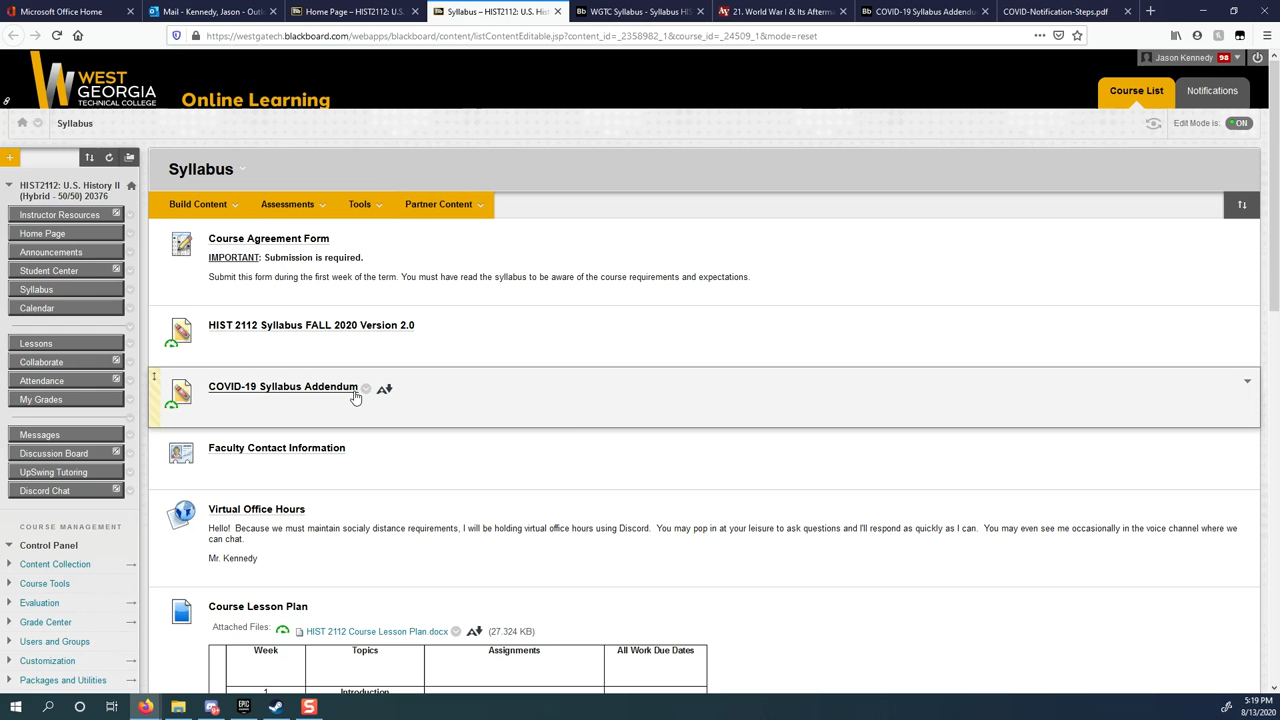 Microsoft Office Home
Mail - Kennedy, Jason - Outl
Home Page – HIST2112: U.S.
Syllabus – HIST2112: U.S. Hist
WGTC Syllabus - Syllabus HIS
21. World War I & Its Afterma
COVID-19 Syllabus Addendu
COVID-Notification-Steps.pdf
https://westgatech.blackboard.com/webapps/blackboard/content/listContentEditable.jsp?content_id=_2358982_1&course_id=_24509_1&mode=reset
Jason Kennedy 98
WEST GEORGIA
TECHNICAL COLLEGE
Online Learning
Course List
Notifications
Syllabus
Edit Mode is: ON
HIST2112: U.S. History II
(Hybrid - 50/50) 20376
Instructor Resources
Home Page
Announcements
Student Center
Syllabus
Calendar
Lessons
Collaborate
Attendance
My Grades
Messages
Discussion Board
UpSwing Tutoring
Discord Chat
COURSE MANAGEMENT
Control Panel
Content Collection
Course Tools
Evaluation
Grade Center
Users and Groups
Customization
Packages and Utilities
Syllabus
Build Content
Assessments
Tools
Partner Content
Course Agreement Form
IMPORTANT: Submission is required.
Submit this form during the first week of the term. You must have read the syllabus to be aware of the course requirements and expectations.
HIST 2112 Syllabus FALL 2020 Version 2.0
COVID-19 Syllabus Addendum
Faculty Contact Information
Virtual Office Hours
Hello! Because we must maintain socialy distance requirements, I will be holding virtual office hours using Discord. You may pop in at your leisure to ask questions and I'll respond as quickly as I can. You may even see me occasionally in the voice channel where we
can chat.
Mr. Kennedy
Course Lesson Plan
Attached Files: HIST 2112 Course Lesson Plan.docx (27.324 KB)
Week Topics Assignments All Work Due Dates
1 Introduction
5:19 PM
8/13/2020